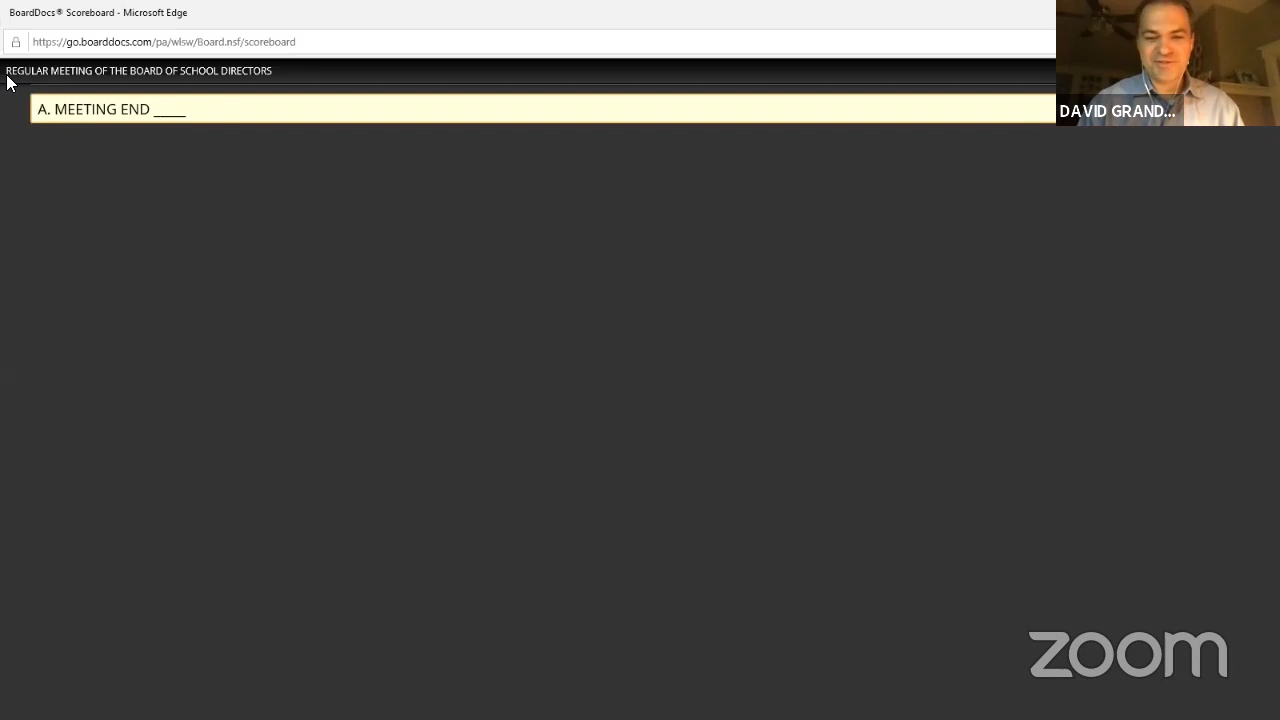 BoardDocs® Scoreboard - Microsoft Edge
https://go.boarddocs.com/pa/wlsw/Board.nsf/scoreboard
REGULAR MEETING OF THE BOARD OF SCHOOL DIRECTORS
A. MEETING END _____
DAVID GRAND...
zoom